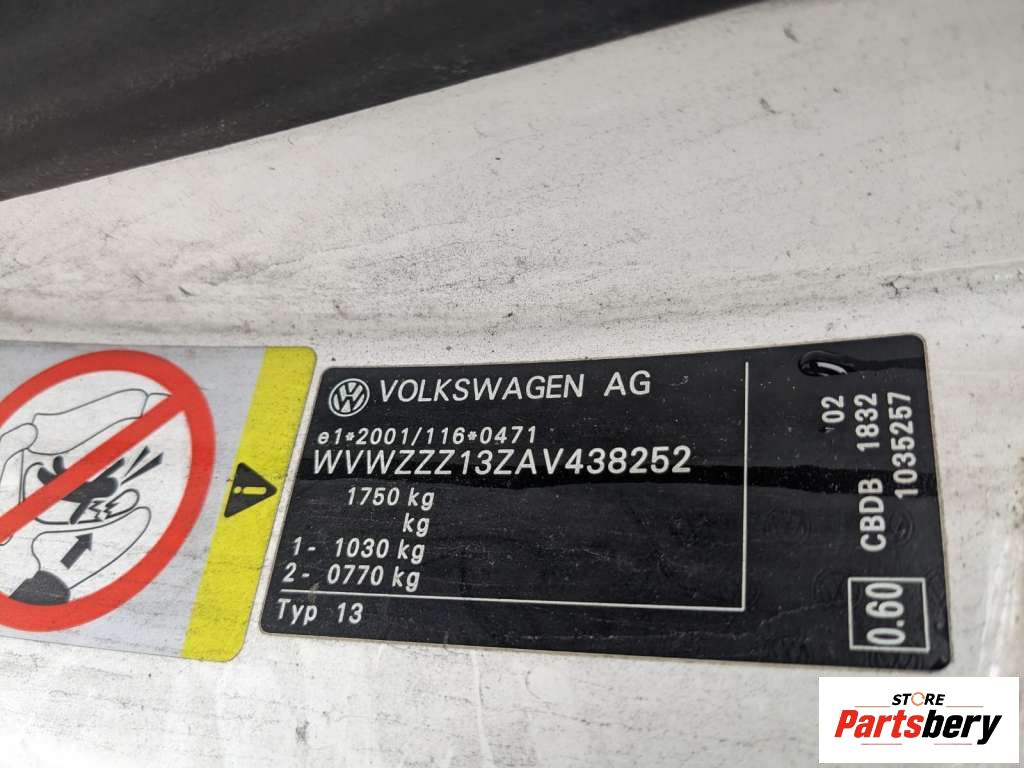 VOLKSWAGEN AG
e1*2001/116*0471
WVWZZZ13ZAV438252
1750 kg
kg
1- 1030 kg
2- 0770 kg
Typ 13
02
CBDB 1832
1035257
0.60
STORE
Partsbery